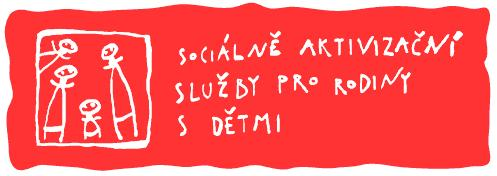 SOCIÁLNĚ AKTIVIZAČNÍ
SLUŽBY PRO RODINY
S DĚTMI